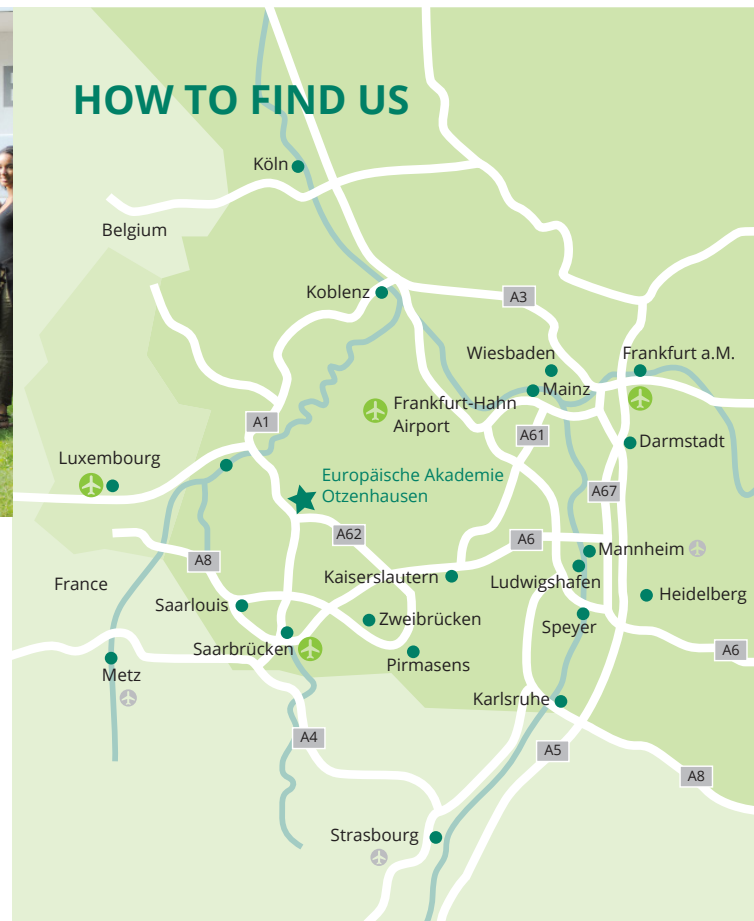 HOW TO FIND US
Köln
Belgium
Koblenz
A3
Wiesbaden
Frankfurt a.M.
Mainz
Frankfurt-Hahn
Airport
A1
A61
Darmstadt
Luxembourg
Europäische Akademie
Otzenhausen
A67
A62
A6
Mannheim
A8
France
Kaiserslautern
Ludwigshafen
Heidelberg
Saarlouis
Zweibrücken
Speyer
Saarbrücken
A6
Pirmasens
Metz
Karlsruhe
A4
A5
A8
Strasbourg